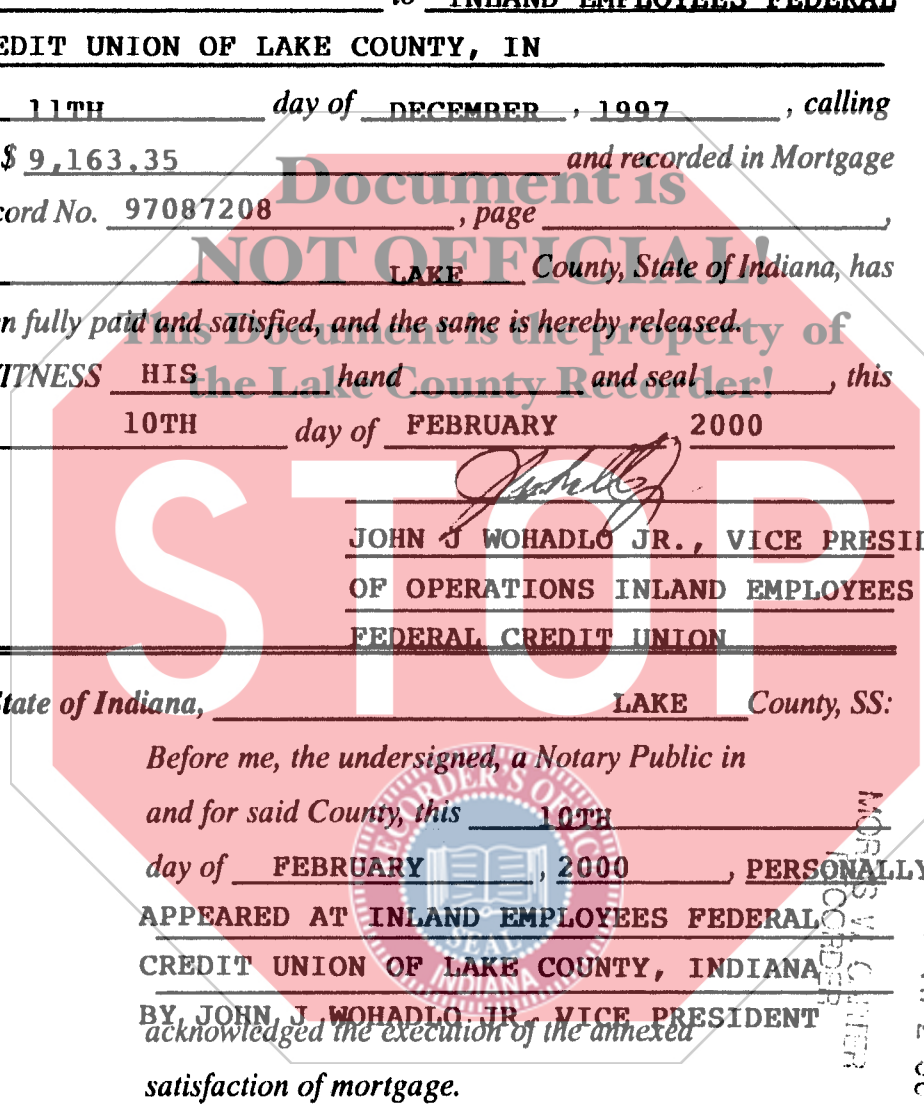 to INLAND EMPLOYEES FEDERAL
EDIT UNION OF LAKE COUNTY, IN
11TH day of DECEMBER , 1997 , calling
$ 9,163.35 and recorded in Mortgage
Document is
cord No. 97087208 , page ,
NOT OFFICIAL!
LAKE County, State of Indiana, has
n fully paid and satisfied, and the same is hereby released.
This Document is the property of
ITNESS HIS hand and seal , this
the Lake County Recorder!
10TH day of FEBRUARY 2000
STOP
JOHN J WOHADLO JR., VICE PRESI
OF OPERATIONS INLAND EMPLOYEES
FEDERAL CREDIT UNION
State of Indiana, LAKE County, SS:
Before me, the undersigned, a Notary Public in
and for said County, this 10TH
day of FEBRUARY , 2000 , PERSONALLY
APPEARED AT INLAND EMPLOYEES FEDERAL
CREDIT UNION OF LAKE COUNTY, INDIANA
BY JOHN J WOHADLO JR. VICE PRESIDENT
acknowledged the execution of the annexed
satisfaction of mortgage.
RECORDER'S OFFICE
SEAL
INDIANA
RECORDER